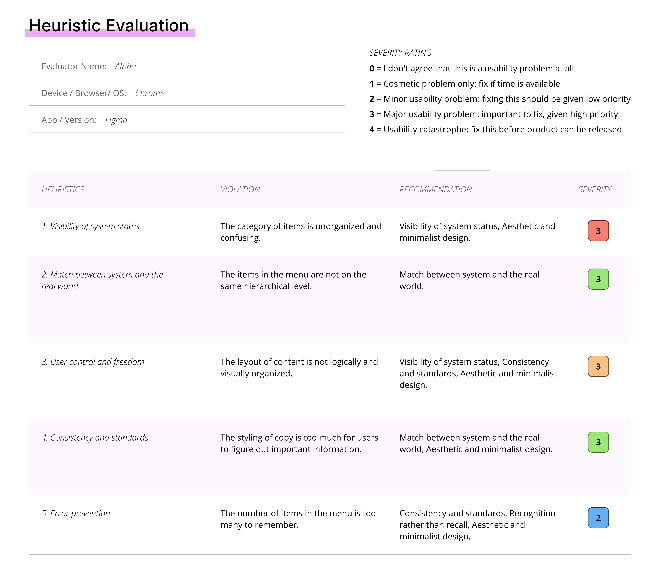 Heuristic Evaluation
SEVERITY RATING
0 = I don't agree that this is a usability problem at all
Evaluator Name: Alpha
1 = Cosmetic problem only: fix if time is available
Device / Browser/ OS: Chrome
2 = Minor usability problem: fixing this should be given low priority
3 = Major usability problem: important to fix, given high priority
App / Version: Figma
4 = Usability catastrophe: fix this before product can be released
HEURISTICS VIOLATION RECOMMENDATION SEVERITY
1. Visibility of system status
The category of items is unorganized and
confusing.
Visibility of system status, Aesthetic and
minimalist design.
3
2. Match between system and the
real world
The items in the menu are not on the
same hierarchical level.
Match between system and the real
world.
3
3. User control and freedom
The layout of content is not logically and
visually organized.
Visibility of system status, Consistency
and standards, Aesthetic and minimalis
design.
3
4. Consistency and standards
The styling of copy is too much for users
to figure out important information.
Match between system and the real
world, Aesthetic and minimalist design.
3
5. Error prevention
The number of items in the menu is too
many to remember.
Consistency and standards, Recognition
rather than recall, Aesthetic and
minimalist design,
2